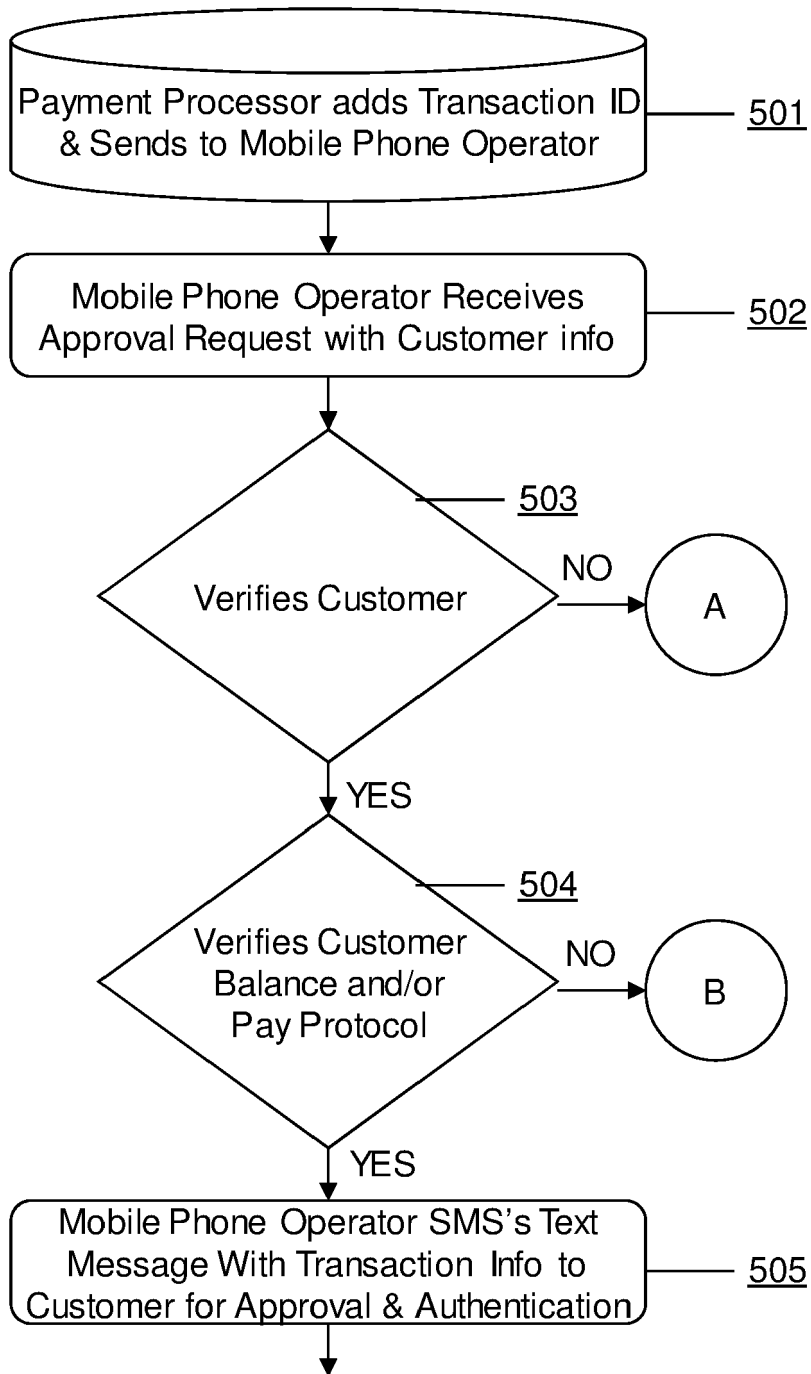 Payment Processor adds Transaction ID
& Sends to Mobile Phone Operator
501
Mobile Phone Operator Receives
Approval Request with Customer info
502
503
Verifies Customer
NO
A
YES
504
Verifies Customer
Balance and/or
Pay Protocol
NO
B
YES
Mobile Phone Operator SMS's Text
Message With Transaction Info to
Customer for Approval & Authentication
505